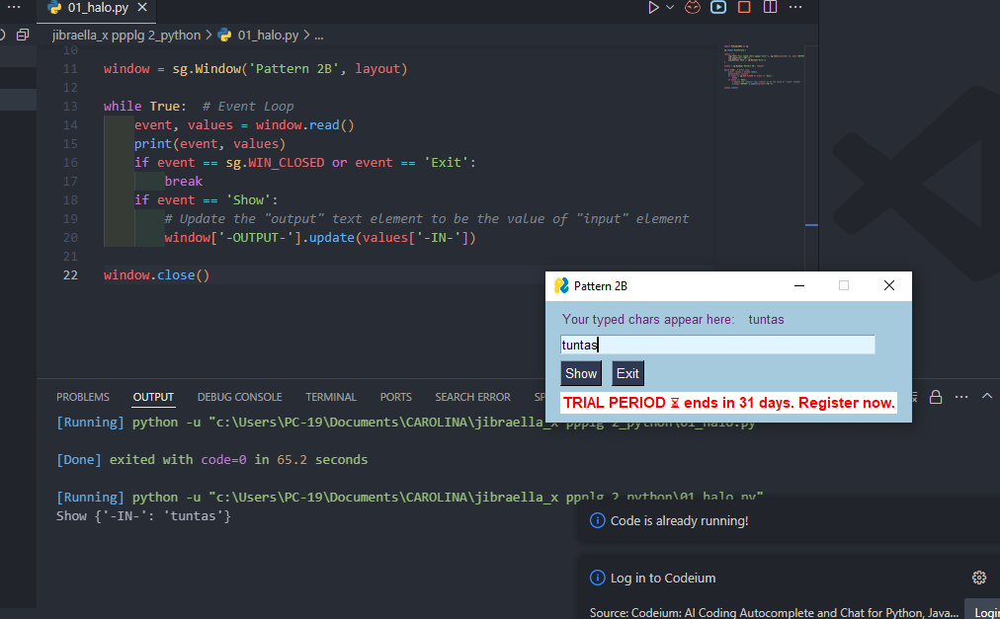 01_halo.py
jibraella_x ppplg 2_python > 01_halo.py > ...
10
11 window = sg.Window('Pattern 2B', layout)
12
13 while True:  # Event Loop
14     event, values = window.read()
15     print(event, values)
16     if event == sg.WIN_CLOSED or event == 'Exit':
17         break
18     if event == 'Show':
19         # Update the "output" text element to be the value of "input" element
20         window['-OUTPUT-'].update(values['-IN-'])
21
22 window.close()
Pattern 2B
Your typed chars appear here: tuntas
tuntas
Show Exit
TRIAL PERIOD ⌛ ends in 31 days. Register now.
PROBLEMS OUTPUT DEBUG CONSOLE TERMINAL PORTS SEARCH ERROR SP
[Running] python -u "c:\Users\PC-19\Documents\CAROLINA\jibraella_x ppplg 2_python\01_halo.py"
[Done] exited with code=0 in 65.2 seconds
[Running] python -u "c:\Users\PC-19\Documents\CAROLINA\jibraella_x ppplg 2_python\01_halo.py"
Show {'-IN-': 'tuntas'}
Code is already running!
Log in to Codeium
Source: Codeium: AI Coding Autocomplete and Chat for Python, Java...
Login